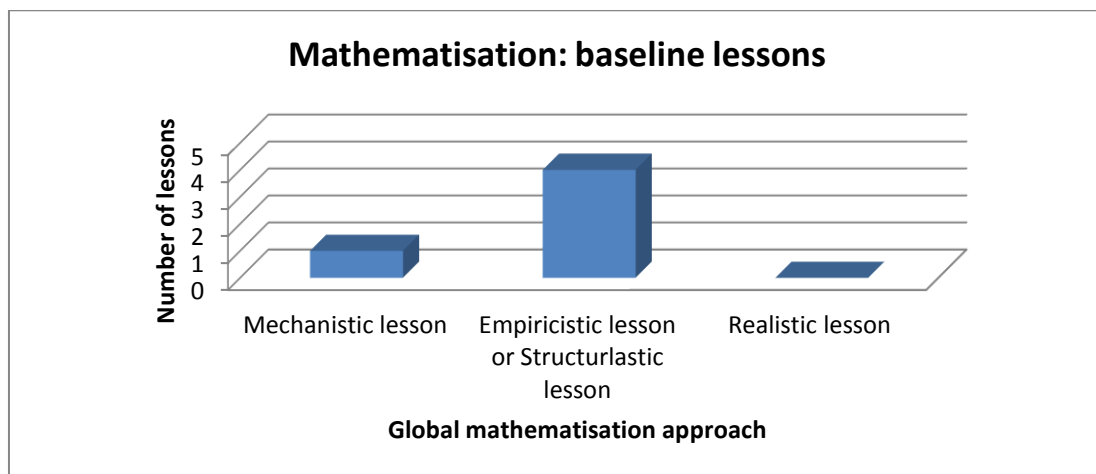 Mathematisation: baseline lessons
Number of lessons
5
4
3
2
1
0
Mechanistic lesson
Empiricistic lesson
or Structurlastic
lesson
Realistic lesson
Global mathematisation approach